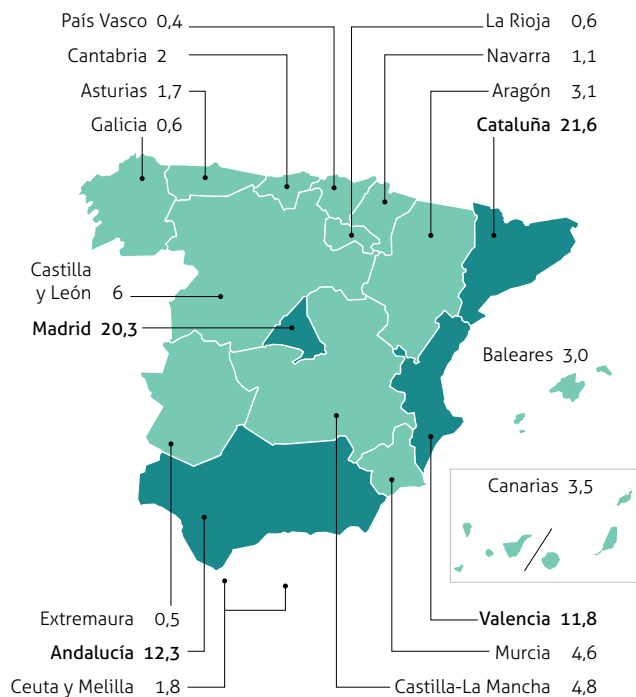 País Vasco 0,4
Cantabria 2
Asturias 1,7
Galicia 0,6
La Rioja 0,6
Navarra 1,1
Aragón 3,1
Cataluña 21,6
Castilla
y León 6
Madrid 20,3
Baleares 3,0
Canarias 3,5
Extremaura 0,5
Andalucía 12,3
Ceuta y Melilla 1,8
Valencia 11,8
Murcia 4,6
Castilla-La Mancha 4,8